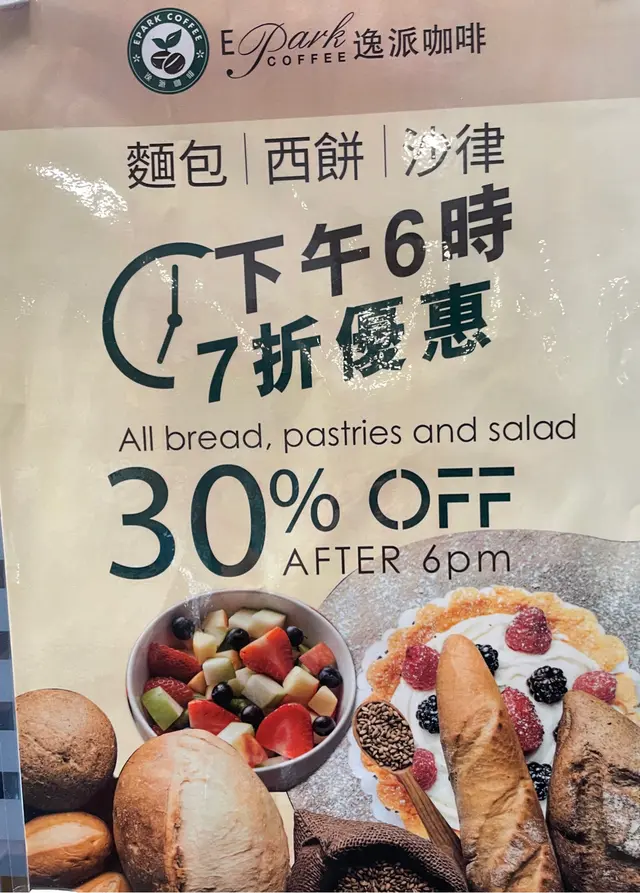 EPARK COFFEE
逸派咖啡
E Park COFFEE 逸派咖啡
麵包 | 西餅 | 沙律
下午6時
7折優惠
All bread, pastries and salad
30% OFF
AFTER 6pm